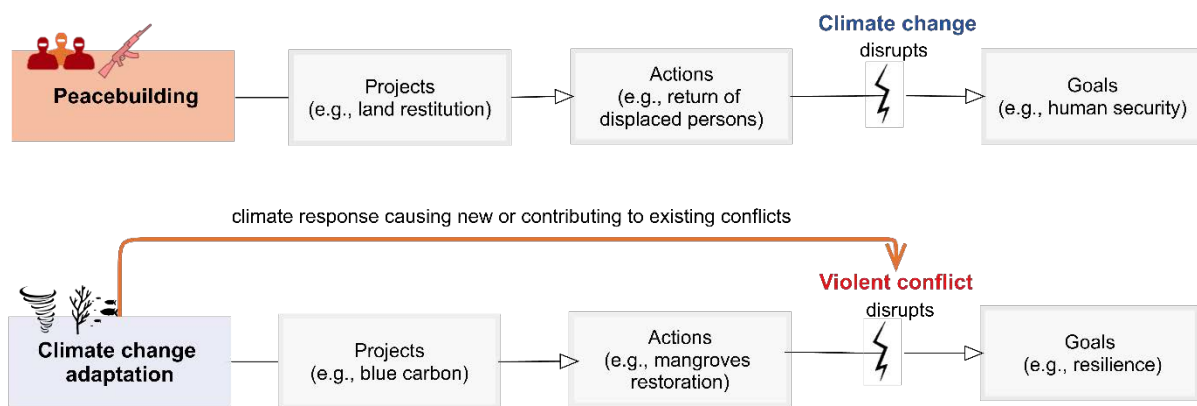 Climate change
disrupts
Peacebuilding
Projects
(e.g., land restitution)
Actions
(e.g., return of
displaced persons)
Goals
(e.g., human security)
climate response causing new or contributing to existing conflicts
Violent conflict
disrupts
Climate change
adaptation
Projects
(e.g., blue carbon)
Actions
(e.g., mangroves
restoration)
Goals
(e.g., resilience)